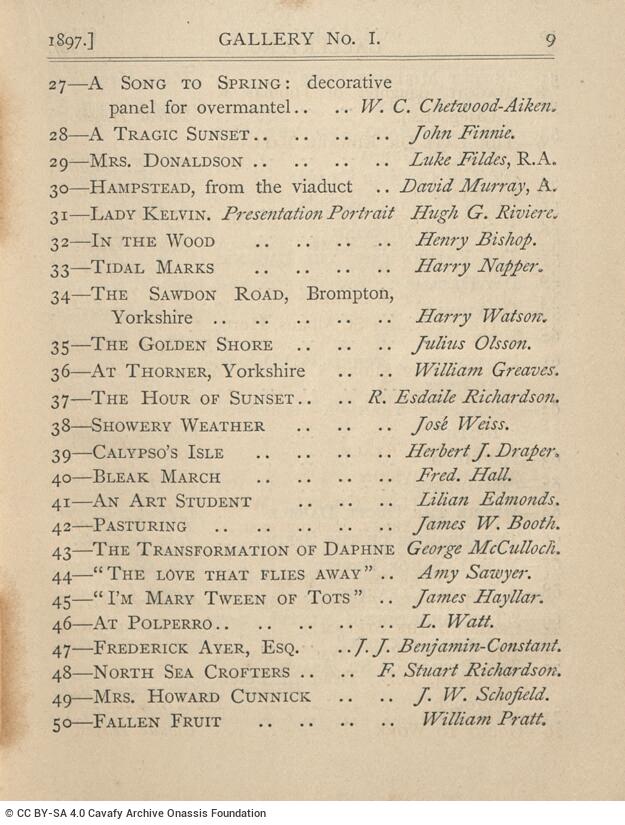 1897.] GALLERY No. I. 9
27—A SONG TO SPRING: decorative
panel for overmantel.. .. W. C. Chetwood-Aiken.
28—A TRAGIC SUNSET.. .. .. .. John Finnie.
29—MRS. DONALDSON .. .. .. .. Luke Fildes, R.A.
30—HAMPSTEAD, from the viaduct .. David Murray, A.
31—LADY KELVIN. Presentation Portrait Hugh G. Riviere.
32—IN THE WOOD .. .. .. .. Henry Bishop.
33—TIDAL MARKS .. .. .. .. Harry Napper.
34—THE SAWDON ROAD, Brompton,
Yorkshire .. .. .. .. .. Harry Watson.
35—THE GOLDEN SHORE .. .. .. Julius Olsson.
36—AT THORNER, Yorkshire .. .. William Greaves.
37—THE HOUR OF SUNSET.. .. R. Esdaile Richardson.
38—SHOWERY WEATHER .. .. .. José Weiss.
39—CALYPSO'S ISLE .. .. .. .. Herbert J. Draper.
40—BLEAK MARCH .. .. .. .. Fred. Hall.
41—AN ART STUDENT .. .. .. Lilian Edmonds.
42—PASTURING .. .. .. .. .. James W. Booth.
43—THE TRANSFORMATION OF DAPHNE George McCulloch.
44—"THE LOVE THAT FLIES AWAY" .. Amy Sawyer.
45—"I'M MARY TWEEN OF TOTS" .. James Hayllar.
46—AT POLPERRO.. .. .. .. .. L. Watt.
47—FREDERICK AYER, ESQ. .. J. J. Benjamin-Constant.
48—NORTH SEA CROFTERS .. .. F. Stuart Richardson.
49—MRS. HOWARD CUNNICK .. .. J. W. Schofield.
50—FALLEN FRUIT .. .. .. .. William Pratt.
© CC BY-SA 4.0 Cavafy Archive Onassis Foundation